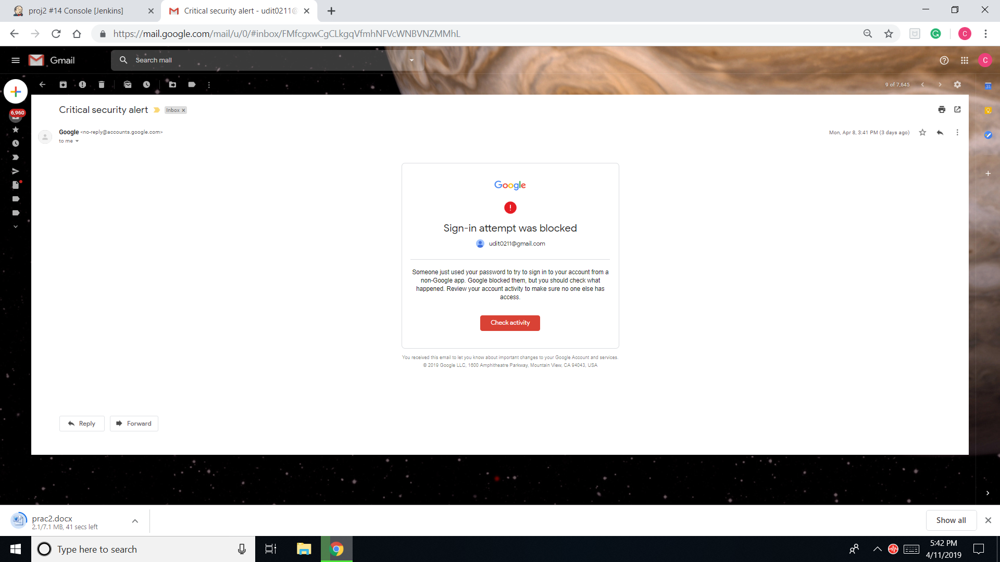 proj2 #14 Console [Jenkins]
Critical security alert - udit0211@
https://mail.google.com/mail/u/0/#inbox/FMfcgxwCgCLkgqVfmhNFVcWNBVNZMMhL
C
Gmail
Search mail
C
9 of 7,645
31
6,960
Critical security alert
Inbox x
Google <no-reply@accounts.google.com>
Mon, Apr 8, 3:41 PM (3 days ago)
to me
Google
Sign-in attempt was blocked
udit0211@gmail.com
Someone just used your password to try to sign in to your account from a
non-Google app. Google blocked them, but you should check what
happened. Review your account activity to make sure no one else has
access.
Check activity
You received this email to let you know about important changes to your Google Account and services.
© 2019 Google LLC, 1600 Amphitheatre Parkway, Mountain View, CA 94043, USA
Reply
Forward
prac2.docx
2.1/7.1 MB, 41 secs left
Show all
Type here to search
5:42 PM
4/11/2019